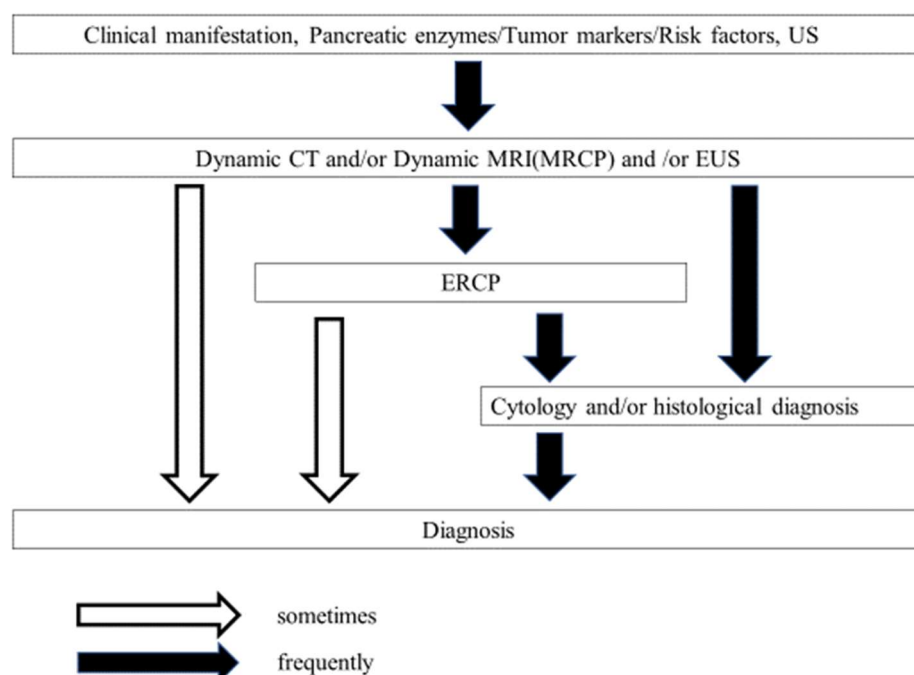 Clinical manifestation, Pancreatic enzymes/Tumor markers/Risk factors, US
Dynamic CT and/or Dynamic MRI(MRCP) and /or EUS
ERCP
Cytology and/or histological diagnosis
Diagnosis
sometimes
frequently